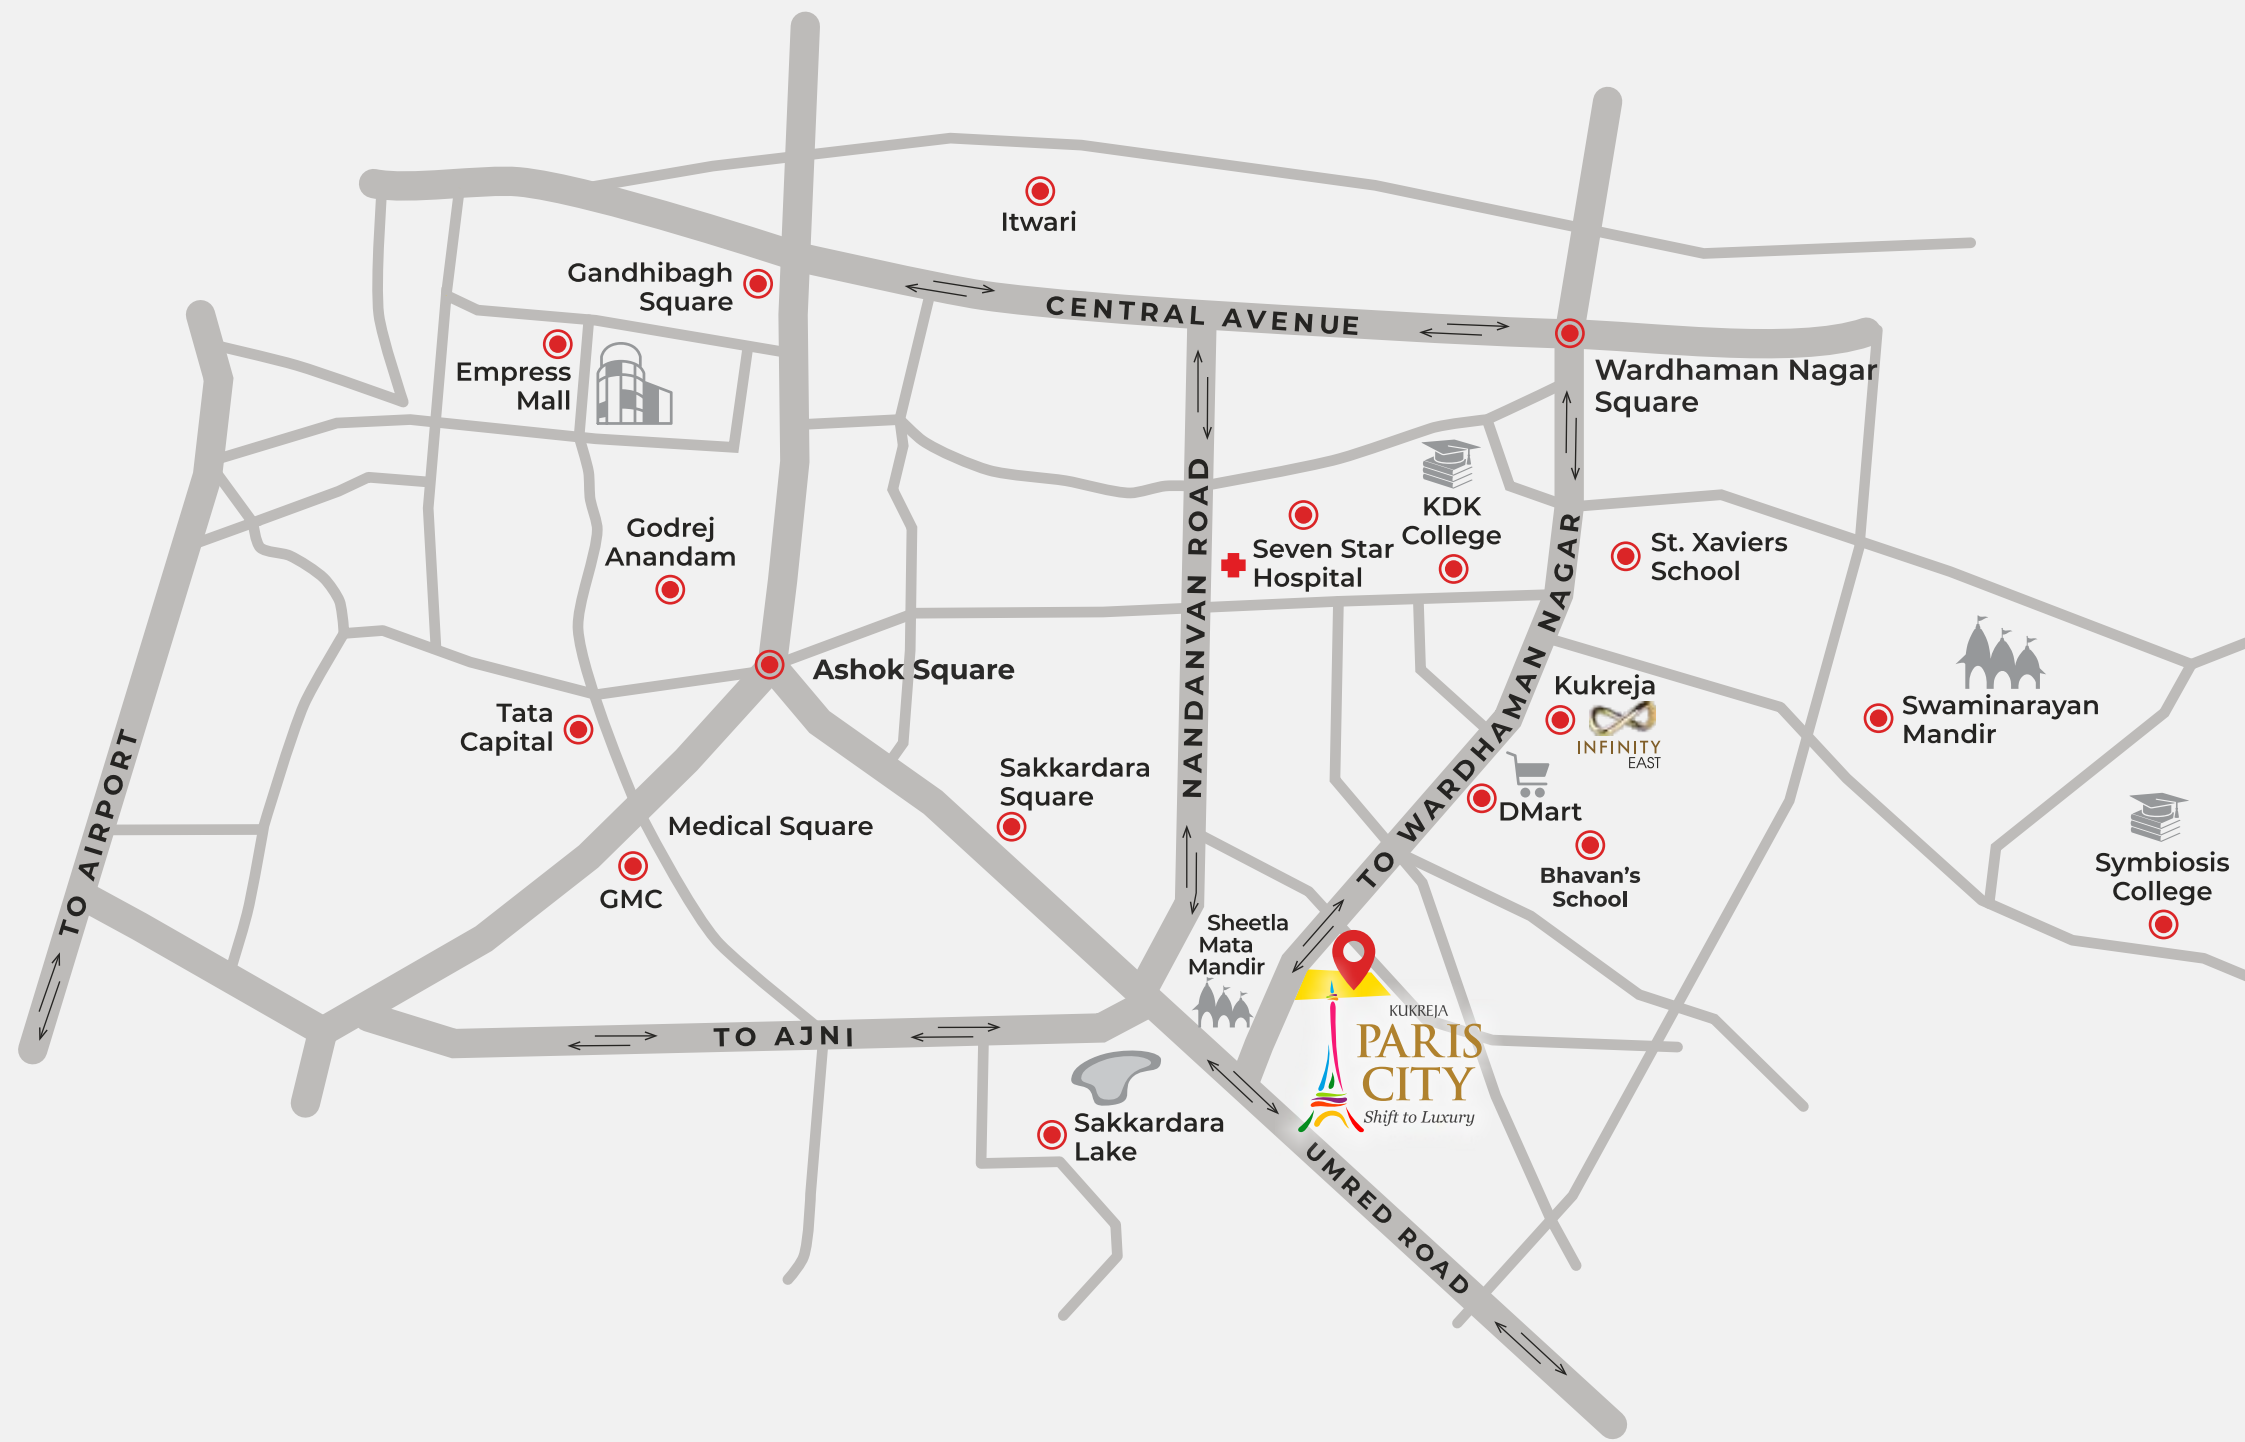 Itwari
Gandhibagh
Square
CENTRAL AVENUE
Empress
Mall
Wardhaman Nagar
Square
KDK
College
Godrej
Anandam
Seven Star
Hospital
St. Xaviers
School
NANDANVAN ROAD
TO WARDHAMAN NAGAR
Ashok Square
Kukreja
INFINITY
EAST
Swaminarayan
Mandir
Tata
Capital
TO AIRPORT
Sakkardara
Square
DMart
Medical Square
GMC
Bhavan's
School
Symbiosis
College
Sheetla
Mata
Mandir
KUKREJA
PARIS
CITY
Shift to Luxury
TO AJNI
Sakkardara
Lake
UMRED ROAD